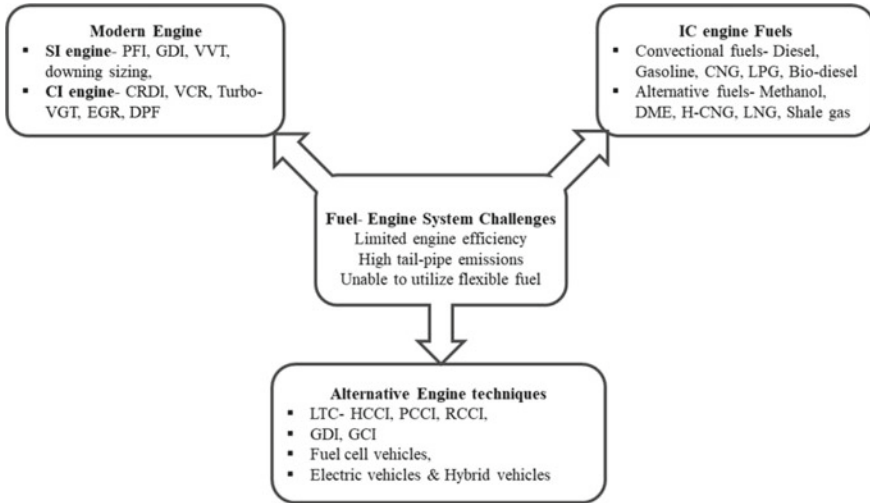 Modern Engine
▪ SI engine- PFI, GDI, VVT,
downing sizing,
▪ CI engine- CRDI, VCR, Turbo-
VGT, EGR, DPF
IC engine Fuels
▪ Convectional fuels- Diesel,
Gasoline, CNG, LPG, Bio-diesel
▪ Alternative fuels- Methanol,
DME, H-CNG, LNG, Shale gas
Fuel- Engine System Challenges
Limited engine efficiency
High tail-pipe emissions
Unable to utilize flexible fuel
Alternative Engine techniques
▪ LTC- HCCI, PCCI, RCCI,
▪ GDI, GCI
▪ Fuel cell vehicles,
▪ Electric vehicles & Hybrid vehicles